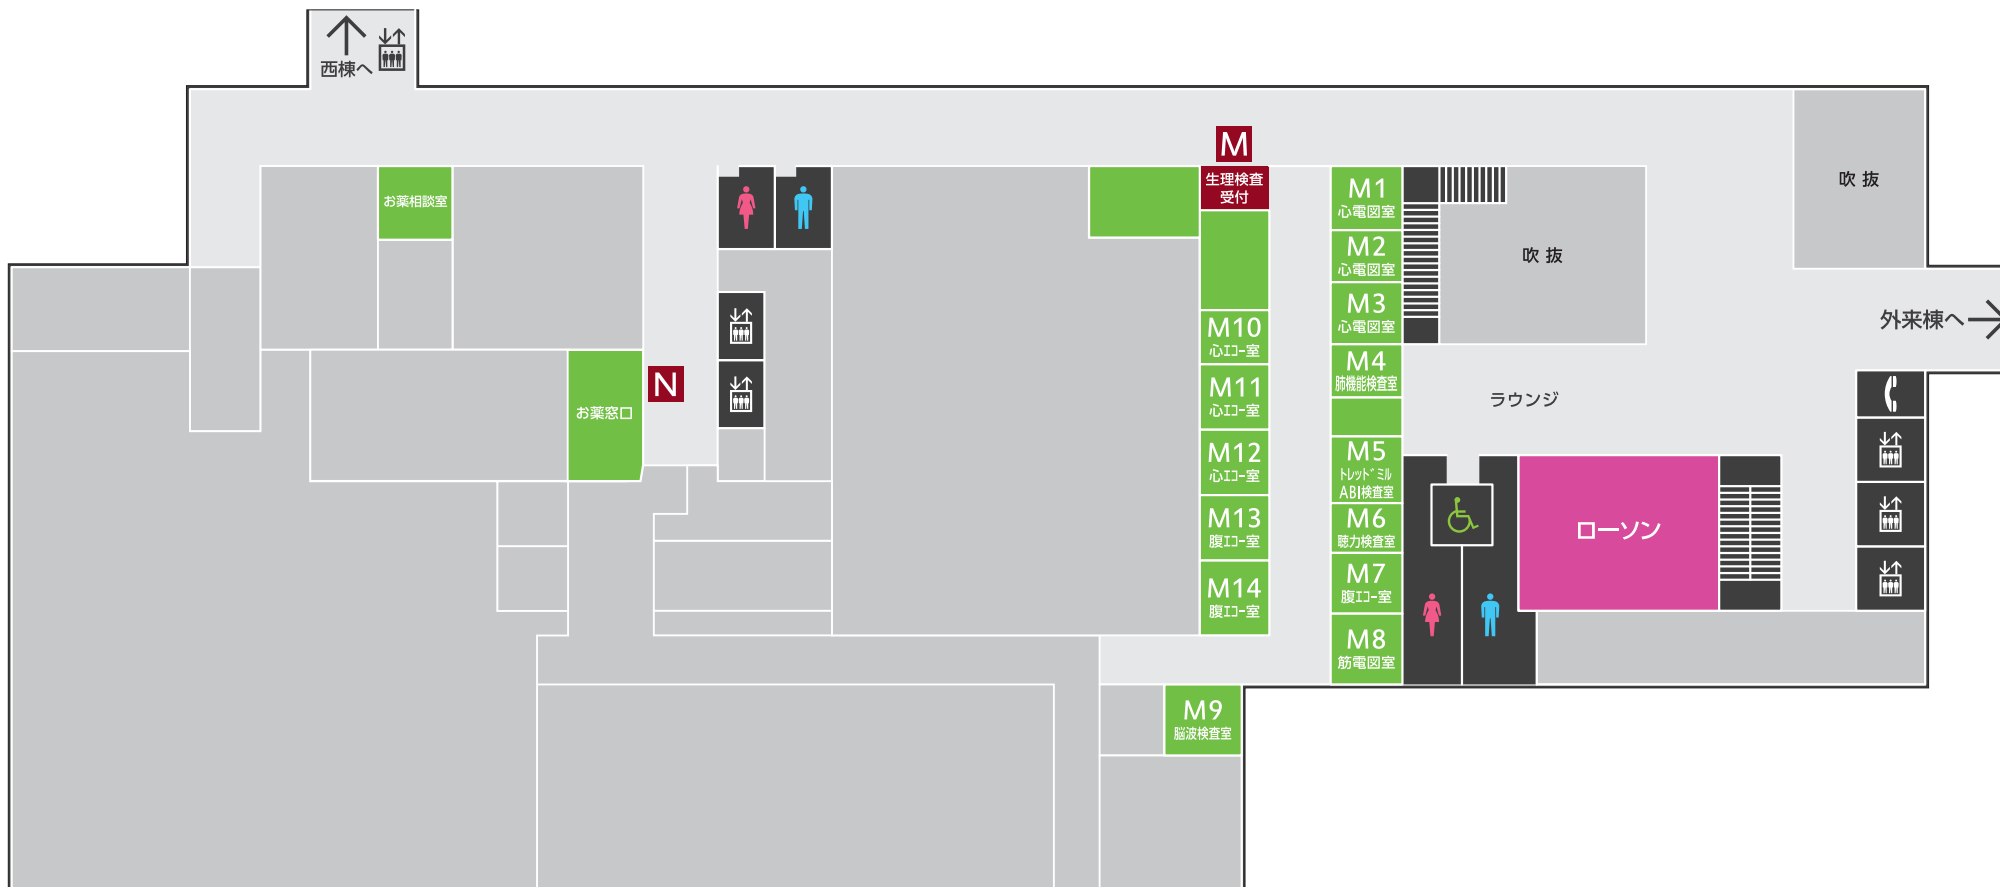 西棟へ
お薬相談室
お薬窓口
N
M
生理検査
受付
M10
心エコー室
M11
心エコー室
M12
心エコー室
M13
腹エコー室
M14
腹エコー室
M1
心電図室
M2
心電図室
M3
心電図室
M4
肺機能検査室
M5
トレッドミル
ABI検査室
M6
聴力検査室
M7
腹エコー室
M8
筋電図室
M9
脳波検査室
吹 抜
吹 抜
外来棟へ
ラウンジ
ローソン